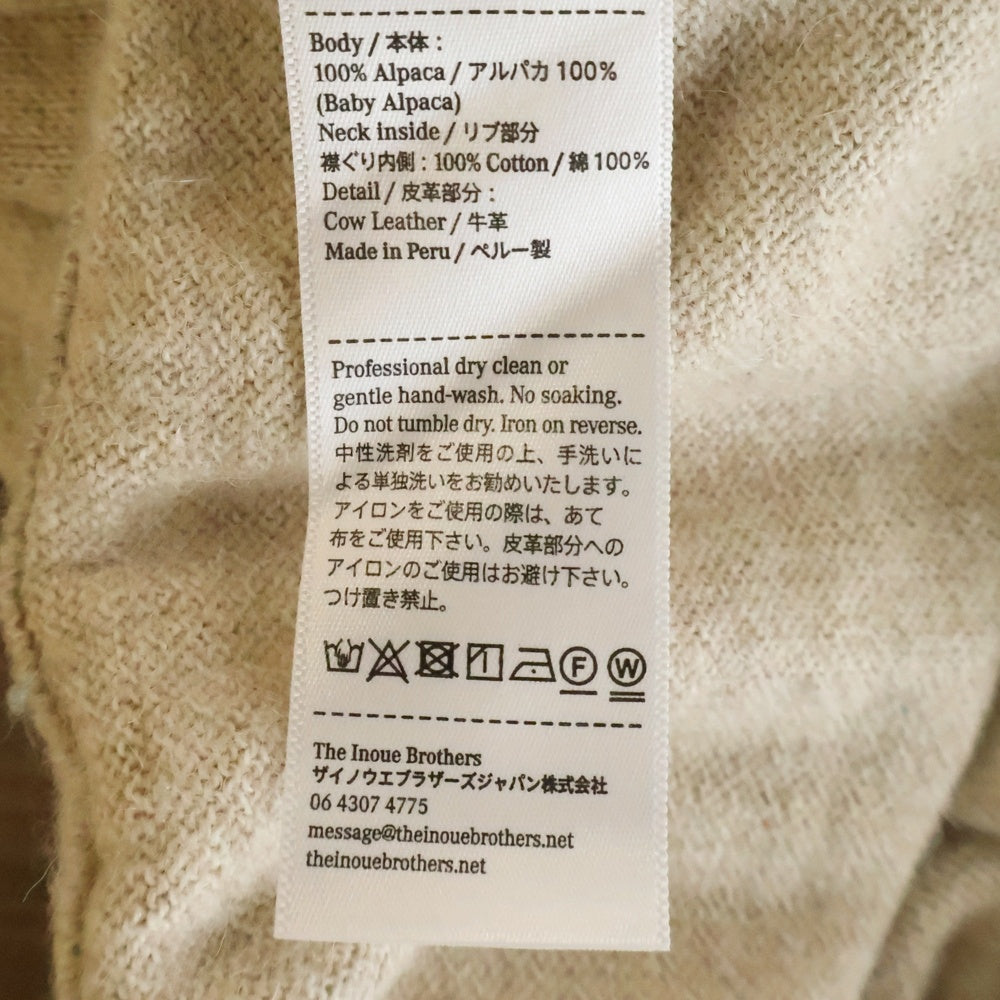 Body / 本体 :
100% Alpaca / アルパカ 100%
(Baby Alpaca)
Neck inside / リブ部分
襟ぐり内側 : 100% Cotton / 綿 100%
Detail / 皮革部分 :
Cow Leather / 牛革
Made in Peru / ペルー製
Professional dry clean or
gentle hand-wash. No soaking.
Do not tumble dry. Iron on reverse.
中性洗剤をご使用の上、手洗いに
よる単独洗いをお勧めいたします。
アイロンをご使用の際は、あて
布をご使用下さい。皮革部分への
アイロンのご使用はお避け下さい。
つけ置き禁止。
F W
The Inoue Brothers
ザイノウエブラザーズジャパン株式会社
06 4307 4775
message@theinouebrothers.net
theinouebrothers.net